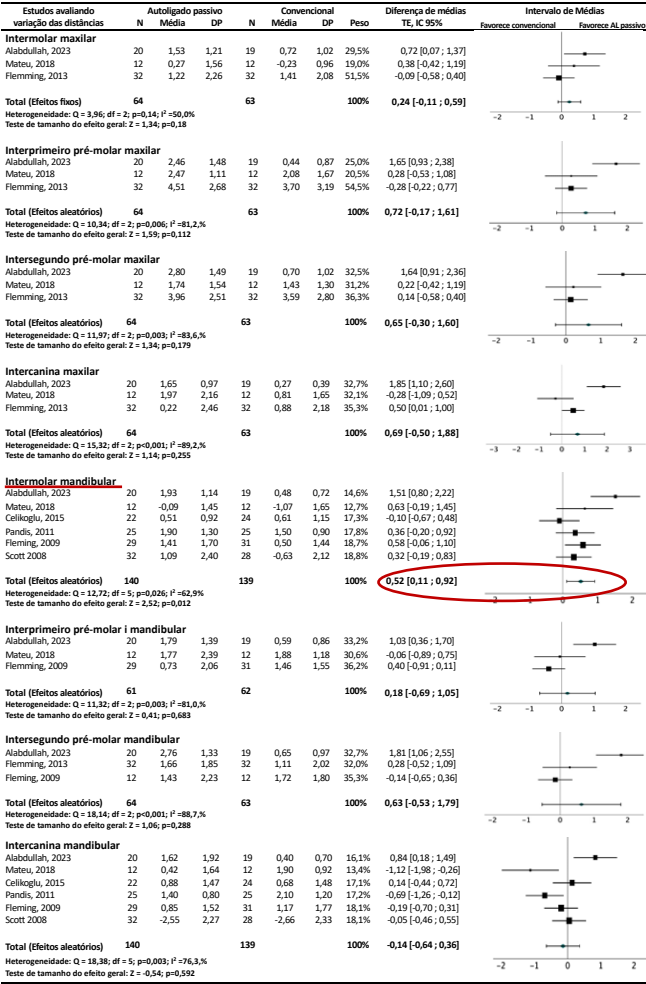 Estudos avaliando variação das distâncias Autoligado passivo Convencional Diferença de médias Intervalo de Médias
N Média DP N Média DP Peso TE, IC 95% Favorece convencional Favorece AL passivo
Intermolar maxilar
Alabdullah, 2023 20 1,53 1,21 19 0,72 1,02 29,5% 0,72 [0,07 ; 1,37]
Mateu, 2018 12 0,27 1,56 12 -0,23 0,96 19,0% 0,38 [-0,42 ; 1,19]
Flemming, 2013 32 1,22 2,26 32 1,41 2,08 51,5% -0,09 [-0,58 ; 0,40]
Total (Efeitos fixos) 64 63 100% 0,24 [-0,11 ; 0,59]
Heterogeneidade: Q = 3,96; df = 2; p=0,14; I² =50,0%
Teste de tamanho do efeito geral: Z = 1,34; p=0,18
-2 -1 0 1 2
Interprimeiro pré-molar maxilar
Alabdullah, 2023 20 2,46 1,48 19 0,44 0,87 25,0% 1,65 [0,93 ; 2,38]
Mateu, 2018 12 2,47 1,11 12 2,08 1,67 20,5% 0,28 [-0,53 ; 1,08]
Flemming, 2013 32 4,51 2,68 32 3,70 3,19 54,5% -0,28 [-0,22 ; 0,77]
Total (Efeitos aleatórios) 64 63 100% 0,72 [-0,17 ; 1,61]
Heterogeneidade: Q = 10,34; df = 2; p=0,006; I² =81,2,%
Teste de tamanho do efeito geral: Z = 1,59; p=0,112
-2 -1 0 1 2
Intersegundo pré-molar maxilar
Alabdullah, 2023 20 2,80 1,49 19 0,70 1,02 32,5% 1,64 [0,91 ; 2,36]
Mateu, 2018 12 1,74 1,54 12 1,43 1,30 31,2% 0,22 [-0,42 ; 1,19]
Flemming, 2013 32 3,96 2,51 32 3,59 2,80 36,3% 0,14 [-0,58 ; 0,40]
Total (Efeitos aleatórios) 64 N 63 100% 0,65 [-0,30 ; 1,60]
Heterogeneidade: Q = 11,97; df = 2; p=0,003; I² =83,6%
Teste de tamanho do efeito geral: Z = 1,34; p=0,179
-2 -1 0 1 2
Intercanina maxilar
Alabdullah, 2023 20 1,65 0,97 19 0,27 0,39 32,7% 1,85 [1,10 ; 2,60]
Mateu, 2018 12 1,97 2,16 12 0,81 1,65 32,1% -0,28 [-1,09 ; 0,52]
Flemming, 2013 32 0,22 2,46 32 0,88 2,18 35,3% 0,50 [0,01 ; 1,00]
Total (Efeitos aleatórios) 64 63 100% 0,69 [-0,50 ; 1,88]
Heterogeneidade: Q = 15,32; df = 2; p<0,001; I² =89,2,%
Teste de tamanho do efeito geral: Z = 1,14; p=0,255
-3 -2 -1 0 1 2 3
Intermolar mandibular
Alabdullah, 2023 20 1,93 1,14 19 0,48 0,72 14,6% 1,51 [0,80 ; 2,22]
Mateu, 2018 12 -0,09 1,45 12 -1,07 1,65 12,7% 0,63 [-0,19 ; 1,45]
Celikoglu, 2015 22 0,51 0,92 24 0,61 1,15 17,3% -0,10 [-0,67 ; 0,48]
Pandis, 2011 25 1,90 1,30 25 1,50 0,90 17,8% 0,36 [-0,20 ; 0,92]
Fleming, 2009 29 1,41 1,70 31 0,50 1,44 18,7% 0,58 [-0,06 ; 1,10]
Scott 2008 32 1,09 2,40 28 -0,63 2,12 18,8% 0,32 [-0,19 ; 0,83]
Total (Efeitos aleatórios) 140 139 100% 0,52 [0,11 ; 0,92]
Heterogeneidade: Q = 12,72; df = 5; p=0,026; I² =62,9%
Teste de tamanho do efeito geral: Z = 2,52; p=0,012
-2 -1 0 1 2
Interprimeiro pré-molar i mandibular
Alabdullah, 2023 20 1,79 1,39 19 0,59 0,86 33,2% 1,03 [0,36 ; 1,70]
Mateu, 2018 12 1,77 2,39 12 1,88 1,18 30,6% -0,06 [-0,89 ; 0,75]
Flemming, 2009 29 0,73 2,06 31 1,46 1,55 36,2% 0,40 [-0,91 ; 0,11]
Total (Efeitos aleatórios) 61 62 100% 0,18 [-0,69 ; 1,05]
Heterogeneidade: Q = 11,32; df = 2; p=0,003; I² =81,0%
Teste de tamanho do efeito geral: Z = 0,41; p=0,683
-2 -1 0 1 2
Intersegundo pré-molar mandibular
Alabdullah, 2023 20 2,76 1,33 19 0,65 0,97 32,7% 1,81 [1,06 ; 2,55]
Flemming, 2013 32 1,66 1,85 32 1,11 2,02 32,0% 0,28 [-0,52 ; 1,09]
Fleming, 2009 12 1,43 2,23 12 1,72 1,80 35,3% -0,14 [-0,65 ; 0,36]
Total (Efeitos aleatórios) 64 63 100% 0,63 [-0,53 ; 1,79]
Heterogeneidade: Q = 18,14; df = 2; p<0,001; I² =88,7%
Teste de tamanho do efeito geral: Z = 1,06; p=0,288
-2 -1 0 1 2
Intercanina mandibular
Alabdullah, 2023 20 1,62 1,92 19 0,40 0,70 16,1% 0,84 [0,18 ; 1,49]
Mateu, 2018 12 0,42 1,64 12 1,90 0,92 13,4% -1,12 [-1,98 ; -0,26]
Celikoglu, 2015 22 0,88 1,47 24 0,68 1,48 17,1% 0,14 [-0,44 ; 0,72]
Pandis, 2011 25 1,40 0,80 25 2,10 1,20 17,1% -0,69 [-1,26 ; -0,12]
Fleming, 2009 29 0,85 1,52 31 1,17 1,77 18,1% -0,19 [-0,70 ; 0,31]
Scott 2008 32 -2,55 2,27 28 -2,66 2,33 18,1% -0,05 [-0,46 ; 0,55]
Total (Efeitos aleatórios) 140 139 100% -0,14 [-0,64 ; 0,36]
Heterogeneidade: Q = 18,38; df = 5; p=0,003; I² =76,3,%
Teste de tamanho do efeito geral: Z = -0,54; p=0,592
-2 -1 0 1 2